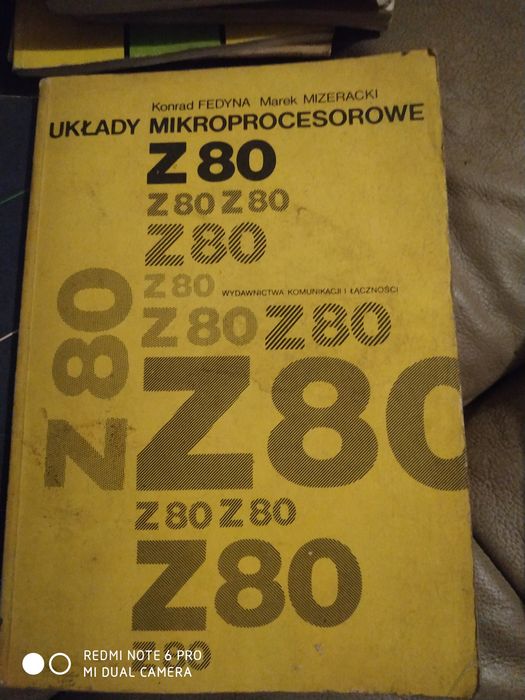 Konrad FEDYNA Marek MIZERACKI
UKŁADY MIKROPROCESOROWE
Z80
Z80 Z80
Z80
Z80 WYDAWNICTWA KOMUNIKACJI I ŁĄCZNOŚCI
Z80 Z80
Z80
Z80
Z80 Z80
Z80
Z80
REDMI NOTE 6 PRO
MI DUAL CAMERA